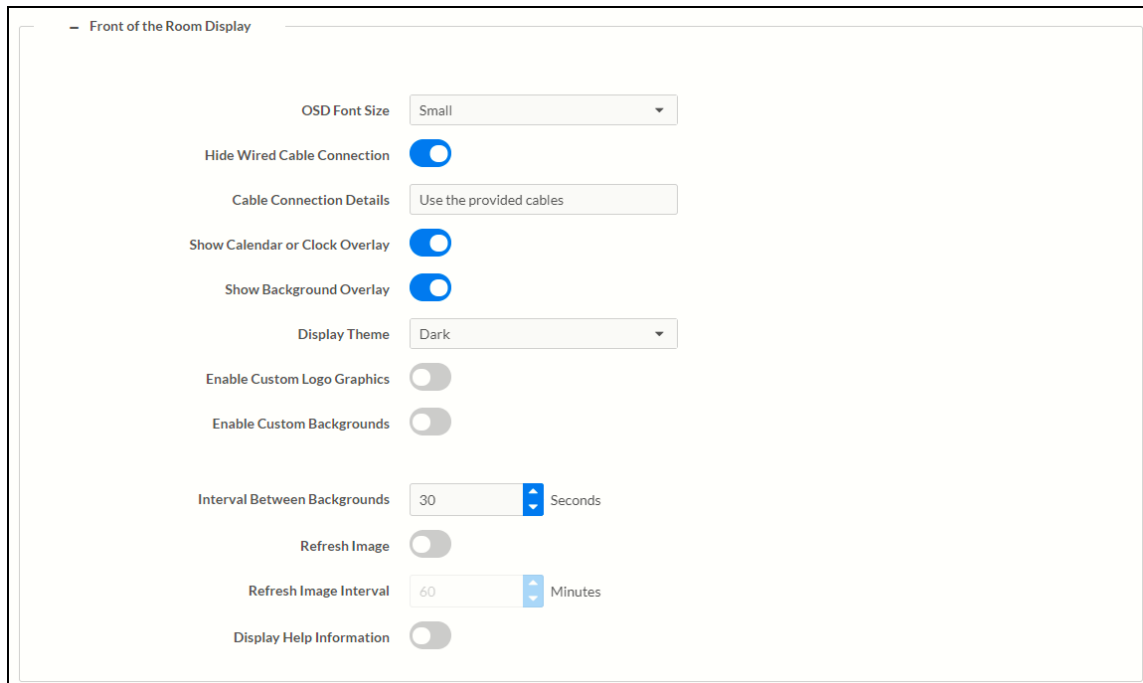 – Front of the Room Display
OSD Font Size Small
Hide Wired Cable Connection
Cable Connection Details Use the provided cables
Show Calendar or Clock Overlay
Show Background Overlay
Display Theme Dark
Enable Custom Logo Graphics
Enable Custom Backgrounds
Interval Between Backgrounds 30 Seconds
Refresh Image
Refresh Image Interval 60 Minutes
Display Help Information